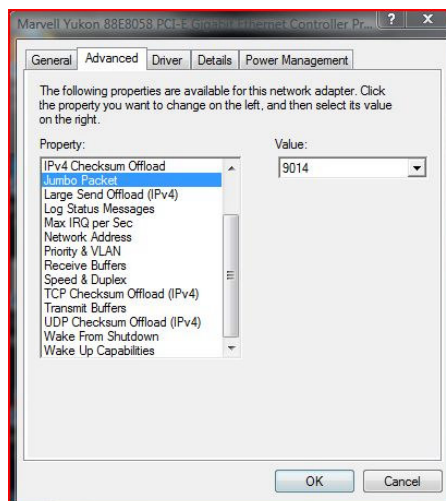 Marvell Yukon 88E8058 PCI-E Gigabit Ethernet Controller Pr...
General Advanced Driver Details Power Management
The following properties are available for this network adapter. Click
the property you want to change on the left, and then select its value
on the right.
Property: Value:
IPv4 Checksum Offload 9014
Jumbo Packet
Large Send Offload (IPv4)
Log Status Messages
Max IRQ per Sec
Network Address
Priority & VLAN
Receive Buffers
Speed & Duplex
TCP Checksum Offload (IPv4)
Transmit Buffers
UDP Checksum Offload (IPv4)
Wake From Shutdown
Wake Up Capabilities
OK Cancel